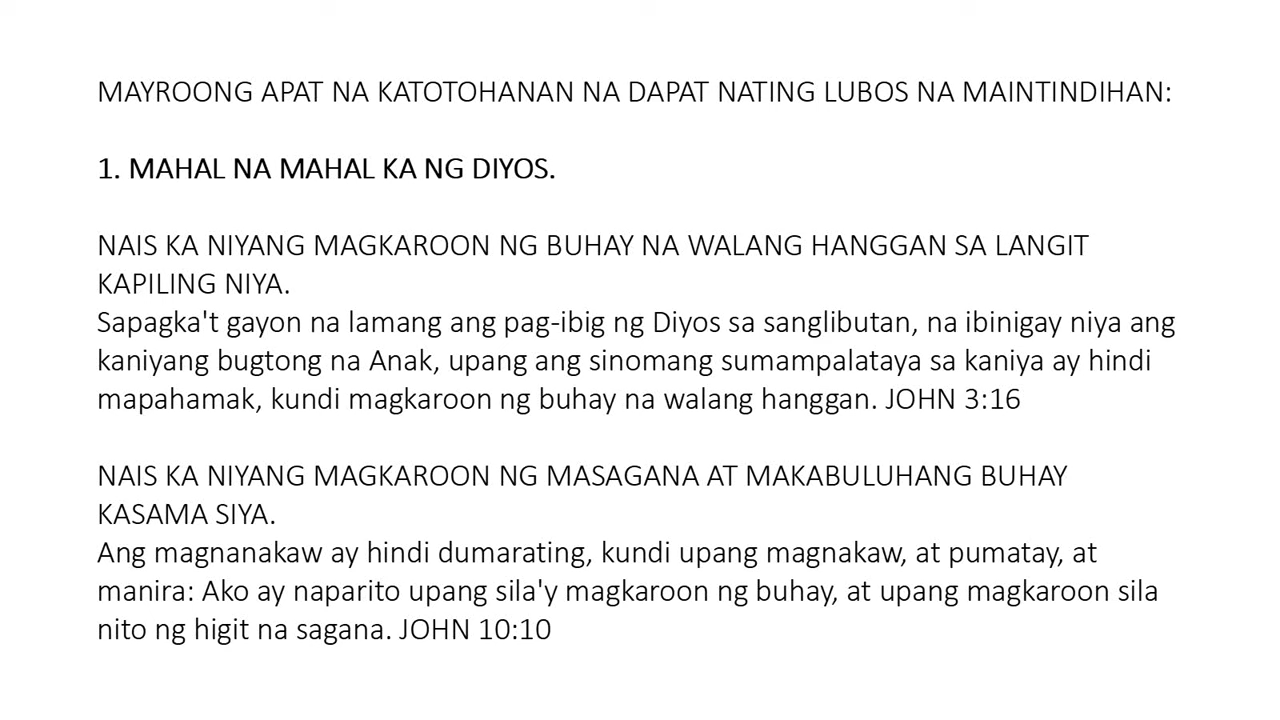 MAYROONG APAT NA KATOTOHANAN NA DAPAT NATING LUBOS NA MAINTINDIHAN:
1. MAHAL NA MAHAL KA NG DIYOS.
NAIS KA NIYANG MAGKAROON NG BUHAY NA WALANG HANGGAN SA LANGIT
KAPILING NIYA.
Sapagka't gayon na lamang ang pag-ibig ng Diyos sa sanglibutan, na ibinigay niya ang
kaniyang bugtong na Anak, upang ang sinomang sumampalataya sa kaniya ay hindi
mapahamak, kundi magkaroon ng buhay na walang hanggan. JOHN 3:16
NAIS KA NIYANG MAGKAROON NG MASAGANA AT MAKABULUHANG BUHAY
KASAMA SIYA.
Ang magnanakaw ay hindi dumarating, kundi upang magnakaw, at pumatay, at
manira: Ako ay naparito upang sila'y magkaroon ng buhay, at upang magkaroon sila
nito ng higit na sagana. JOHN 10:10